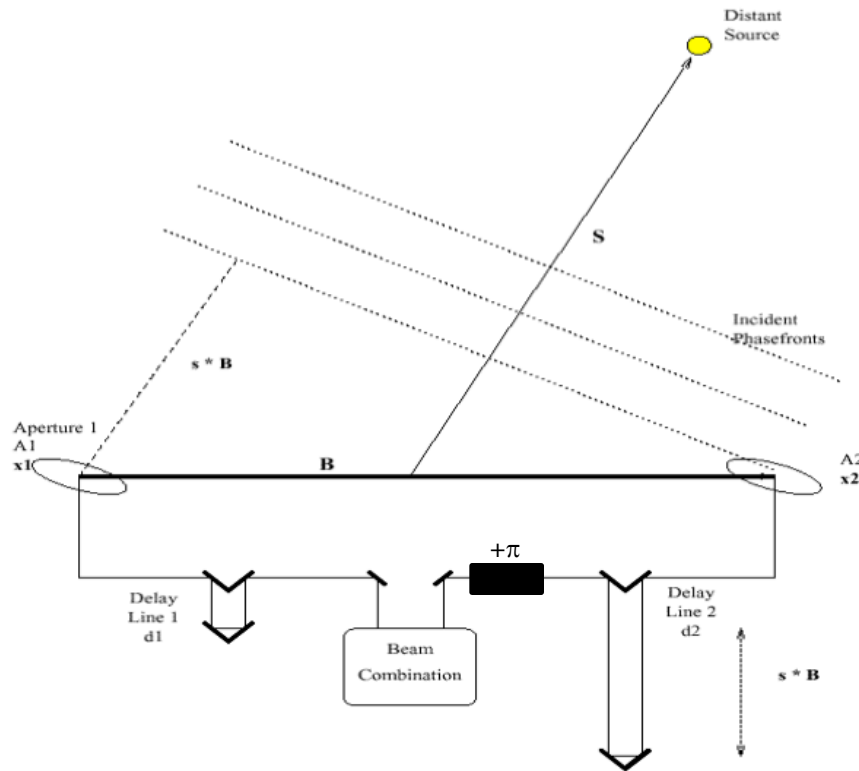 Distant
Source
S
Incident
Phasefronts
s * B
Aperture 1
A1
x1
B
A2
x2
+π
Delay
Line 1
d1
Delay
Line 2
d2
Beam
Combination
s * B